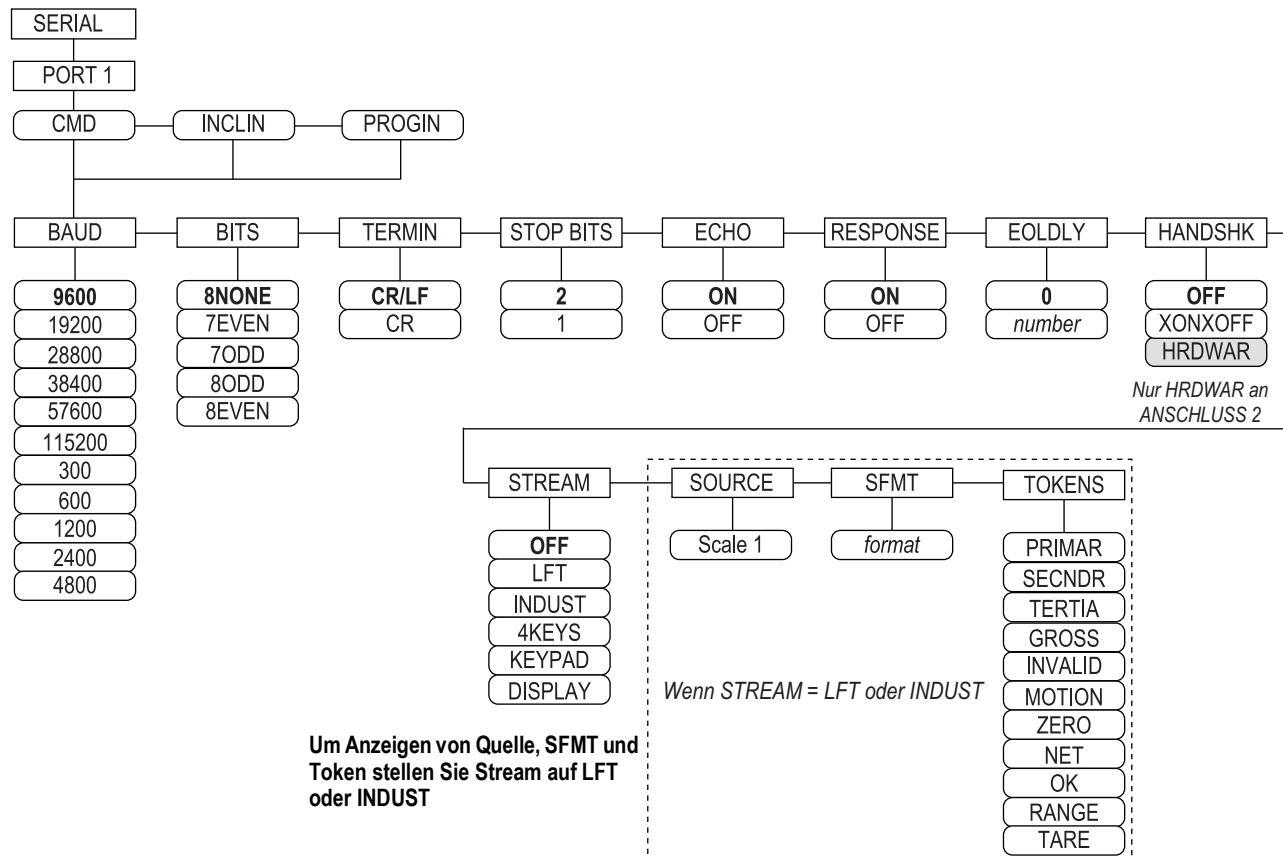 SERIAL
PORT 1
CMD INCLIN PROGIN
BAUD BITS TERMIN STOP BITS ECHO RESPONSE EOLDLY HANDSHK
9600 8NONE CR/LF 2 ON ON 0 OFF
19200 7EVEN CR 1 OFF OFF number XONXOFF
28800 7ODD HRDWAR
38400 8ODD
57600 8EVEN
115200
300
600
1200
2400
4800
Nur HRDWAR an
ANSCHLUSS 2
STREAM SOURCE SFMT TOKENS
OFF Scale 1 format PRIMAR
LFT SECNDR
INDUST TERTIA
4KEYS GROSS
KEYPAD INVALID
DISPLAY MOTION
ZERO
NET
OK
RANGE
TARE
Wenn STREAM = LFT oder INDUST
Um Anzeigen von Quelle, SFMT und
Token stellen Sie Stream auf LFT
oder INDUST